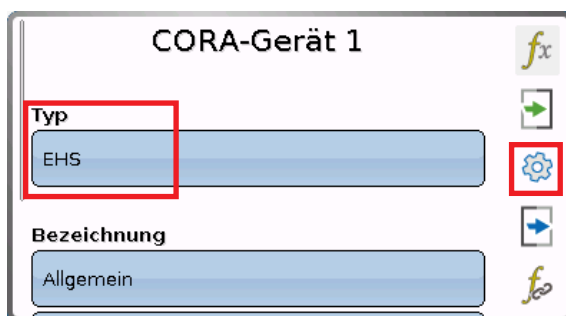 CORA-Gerät 1
Typ
EHS
Bezeichnung
Allgemein